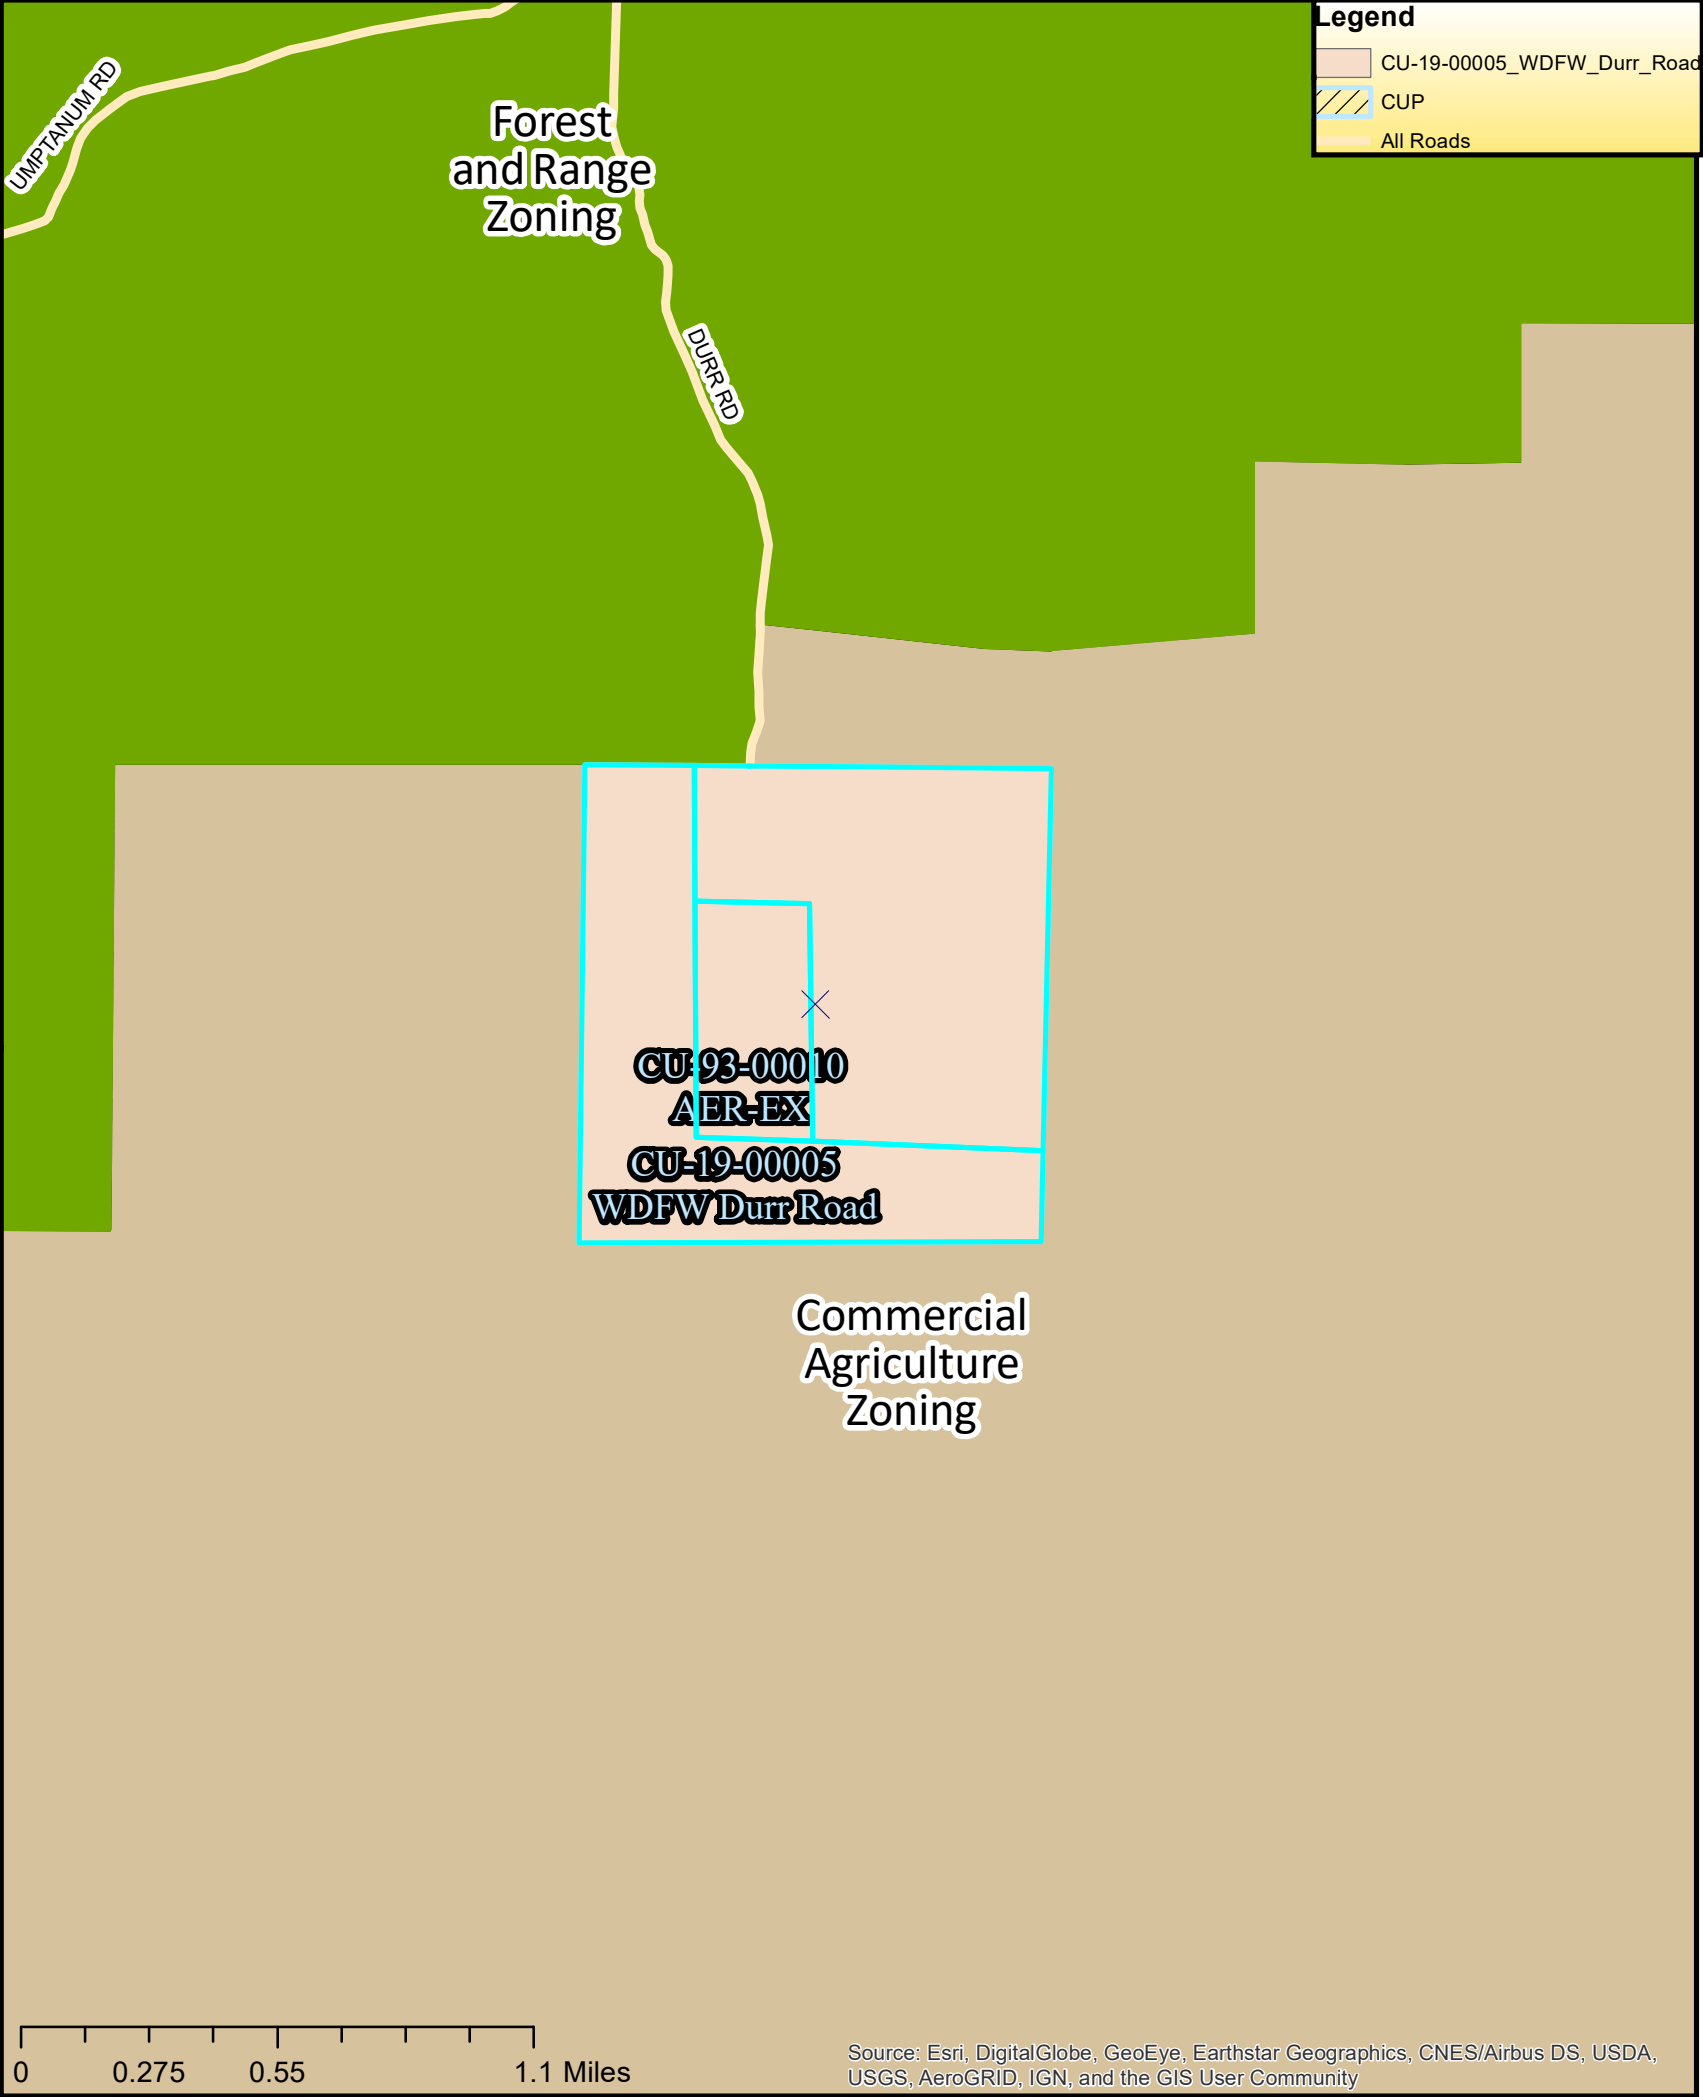 Legend
CU-19-00005_WDFW_Durr_Road
CUP
All Roads
UMPTANUM RD
Forest
and Range
Zoning
DURR RD
CU-93-00010
AER-EX
CU-19-00005
WDFW Durr Road
Commercial
Agriculture
Zoning
0 0.275 0.55 1.1 Miles
Source: Esri, DigitalGlobe, GeoEye, Earthstar Geographics, CNES/Airbus DS, USDA,
USGS, AeroGRID, IGN, and the GIS User Community